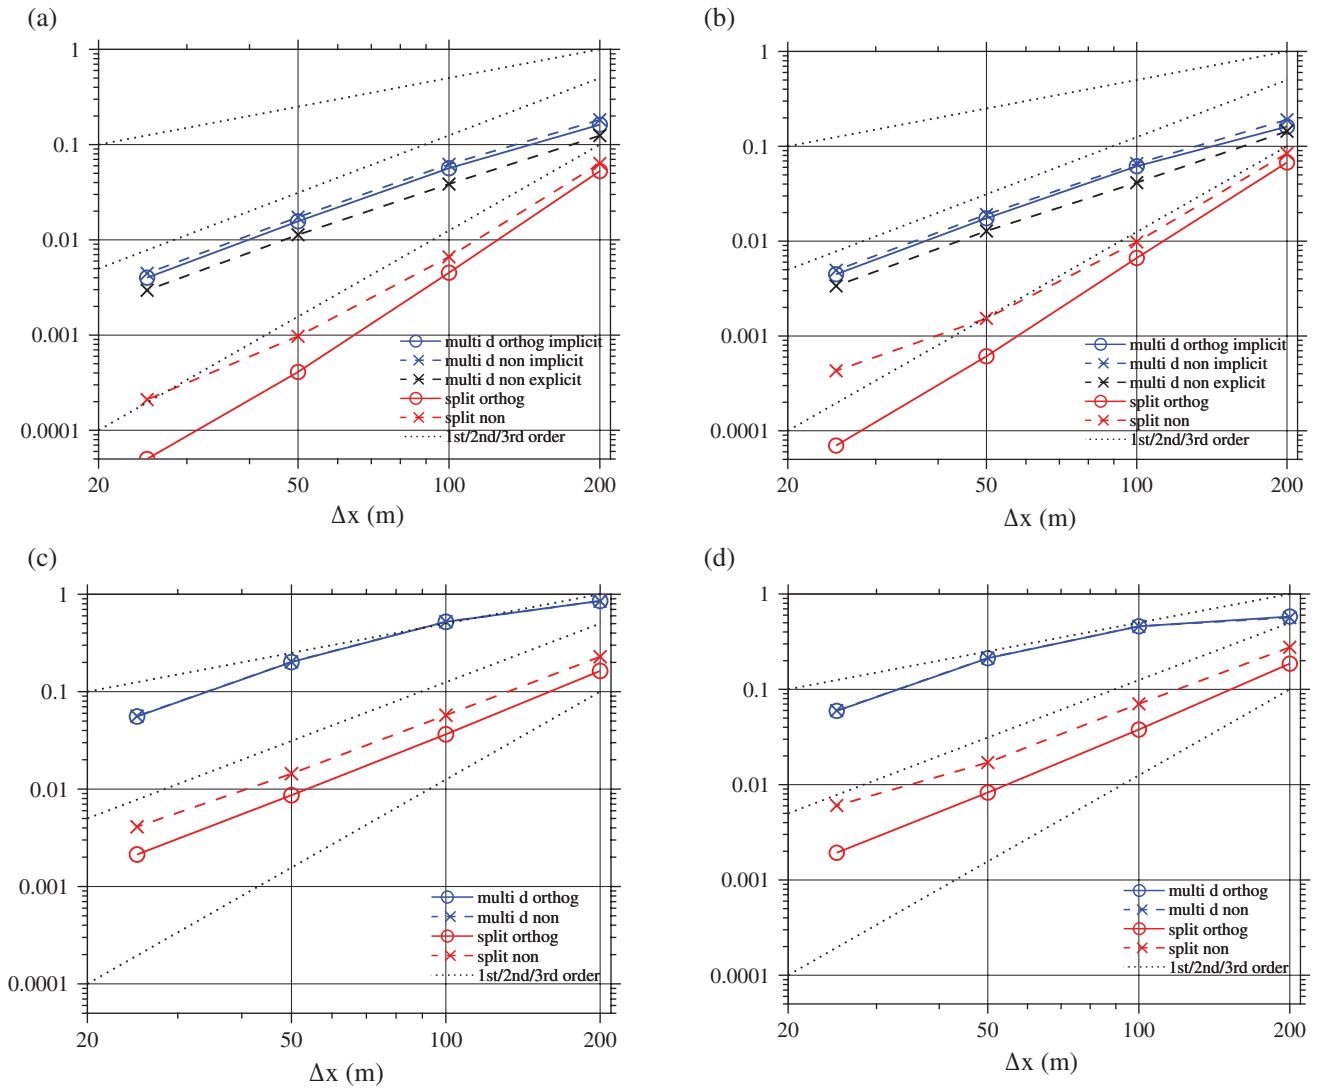 (a)
1
0.1
0.01
0.001
0.0001
multi d orthog implicit
multi d non implicit
multi d non explicit
split orthog
split non
1st/2nd/3rd order
20
50
100
200
Δx (m)
(b)
1
0.1
0.01
0.001
0.0001
multi d orthog implicit
multi d non implicit
multi d non explicit
split orthog
split non
1st/2nd/3rd order
20
50
100
200
Δx (m)
(c)
1
0.1
0.01
0.001
0.0001
multi d orthog
multi d non
split orthog
split non
1st/2nd/3rd order
20
50
100
200
Δx (m)
(d)
1
0.1
0.01
0.001
0.0001
multi d orthog
multi d non
split orthog
split non
1st/2nd/3rd order
20
50
100
200
Δx (m)